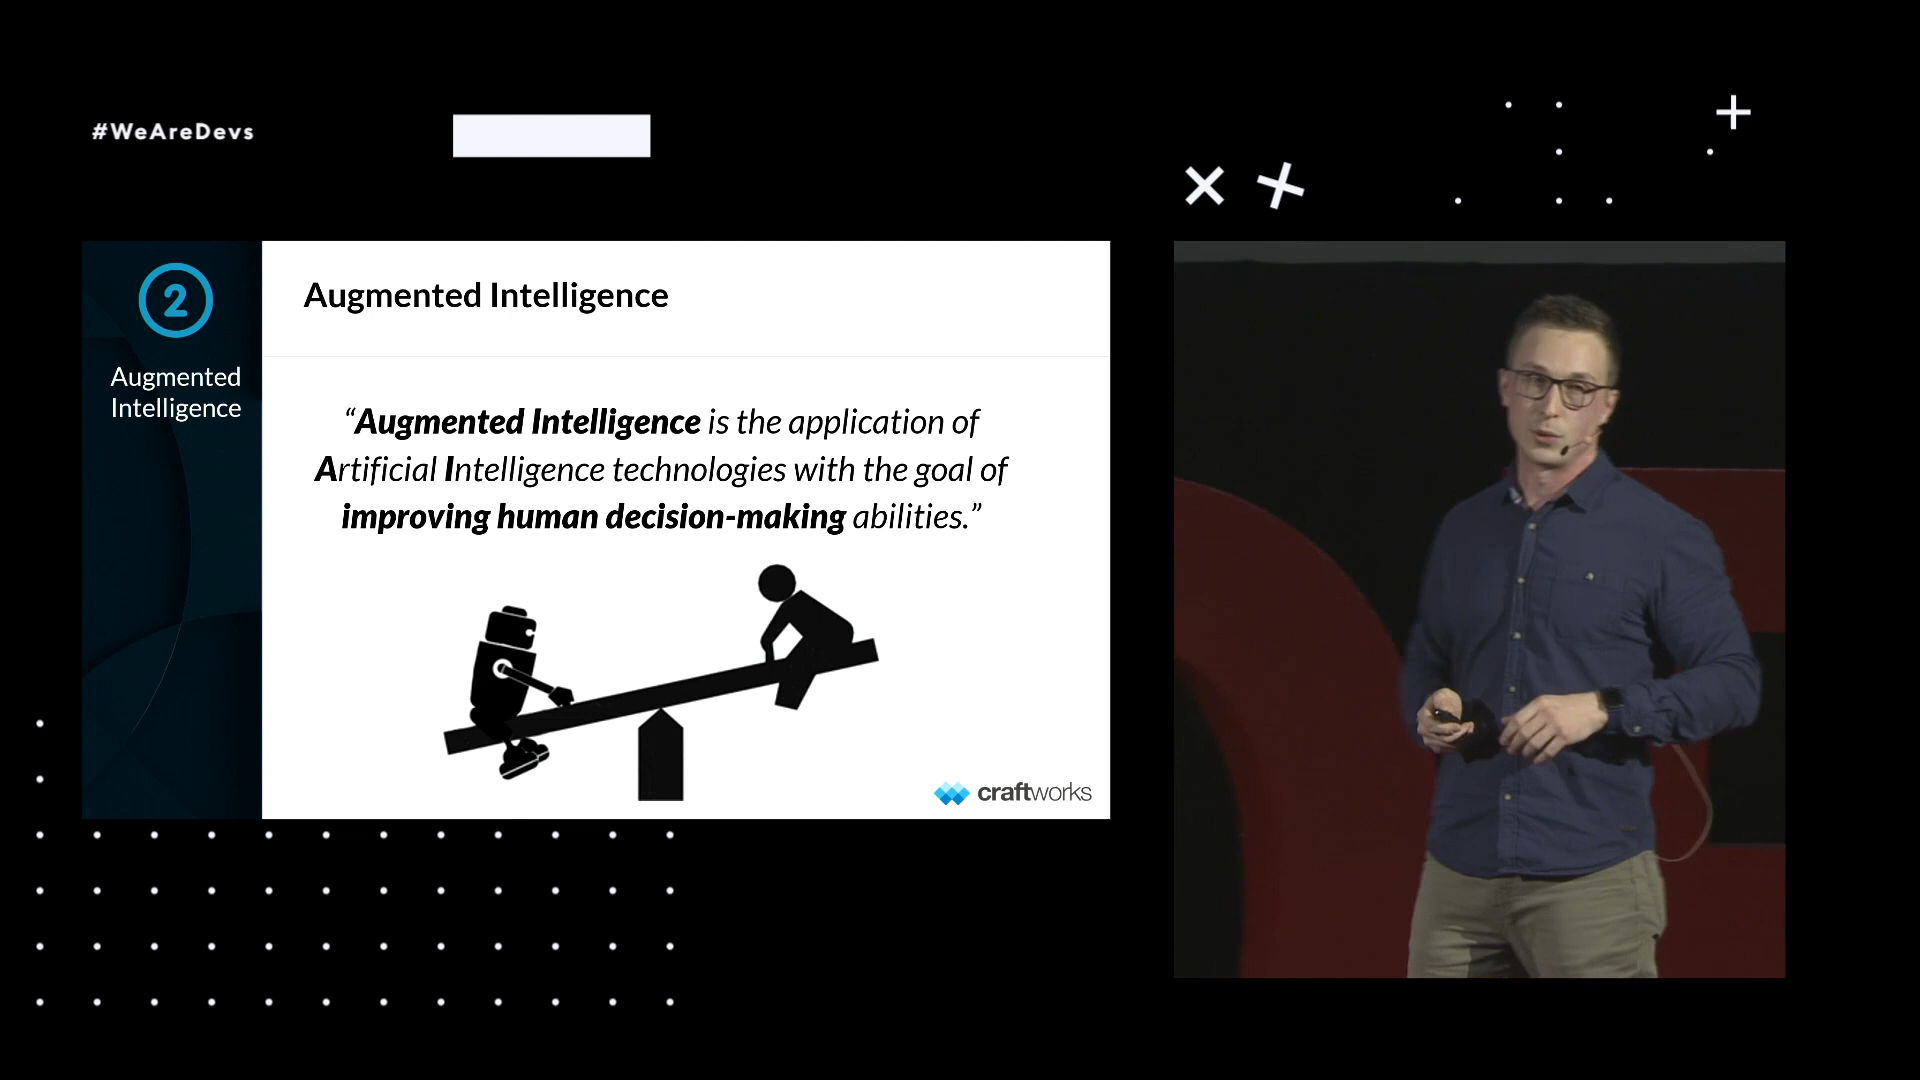 #WeAreDevs
2
Augmented
Intelligence
Augmented Intelligence
“Augmented Intelligence is the application of
Artificial Intelligence technologies with the goal of
improving human decision-making abilities.”
craftworks